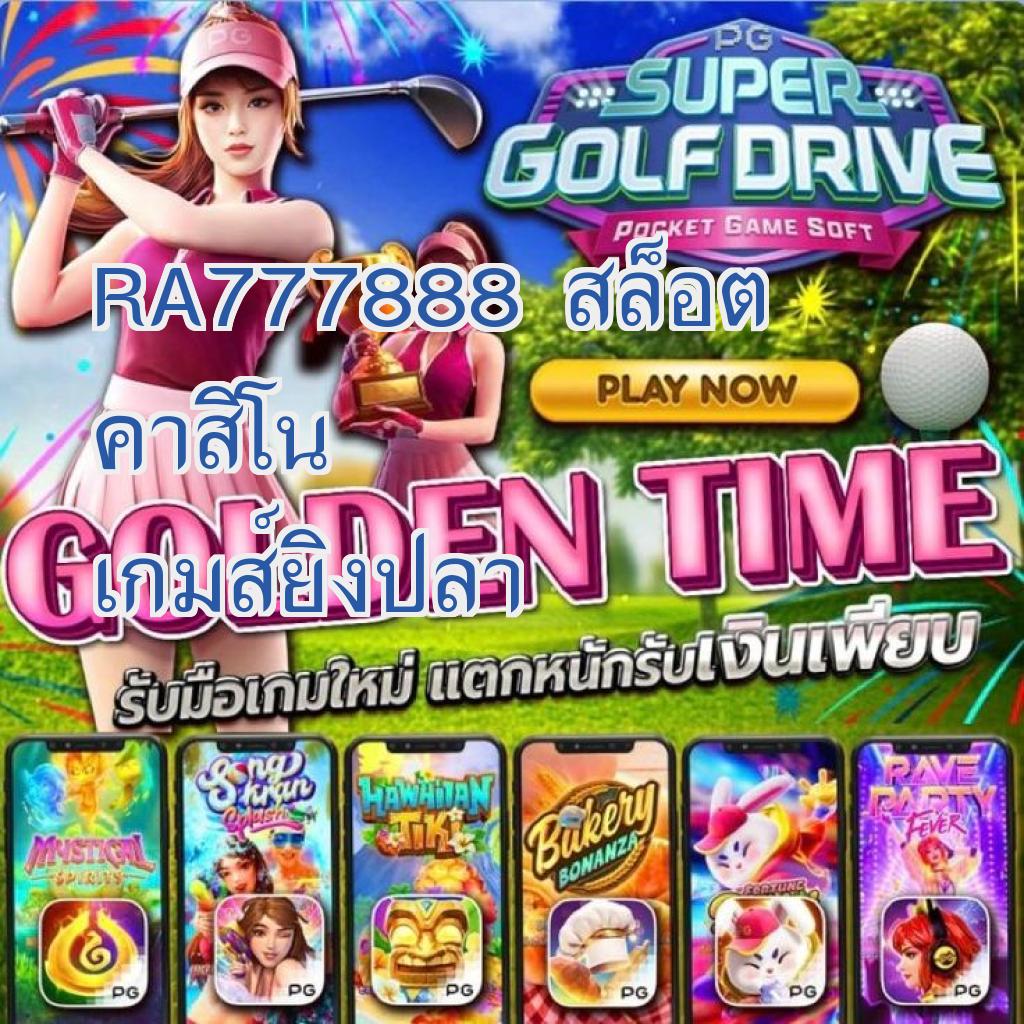 PG
PG
SUPER
GOLF DRIVE
POCKET GAME SOFT
RA777888 สล็อต
คาสิโน
PLAY NOW
GOLDEN TIME
เกมส์ยิงปลา
รับมือเกมใหม่ แตกหนักรับเงินเพียบ
MYSTICAL
SPIRITS
Songkran
Splash
HAWAIIAN
TIKI
Bakery
BONANZA
FORTUNE
RAVE
PARTY
FEVER
PG
PG
PG
PG
PG
PG